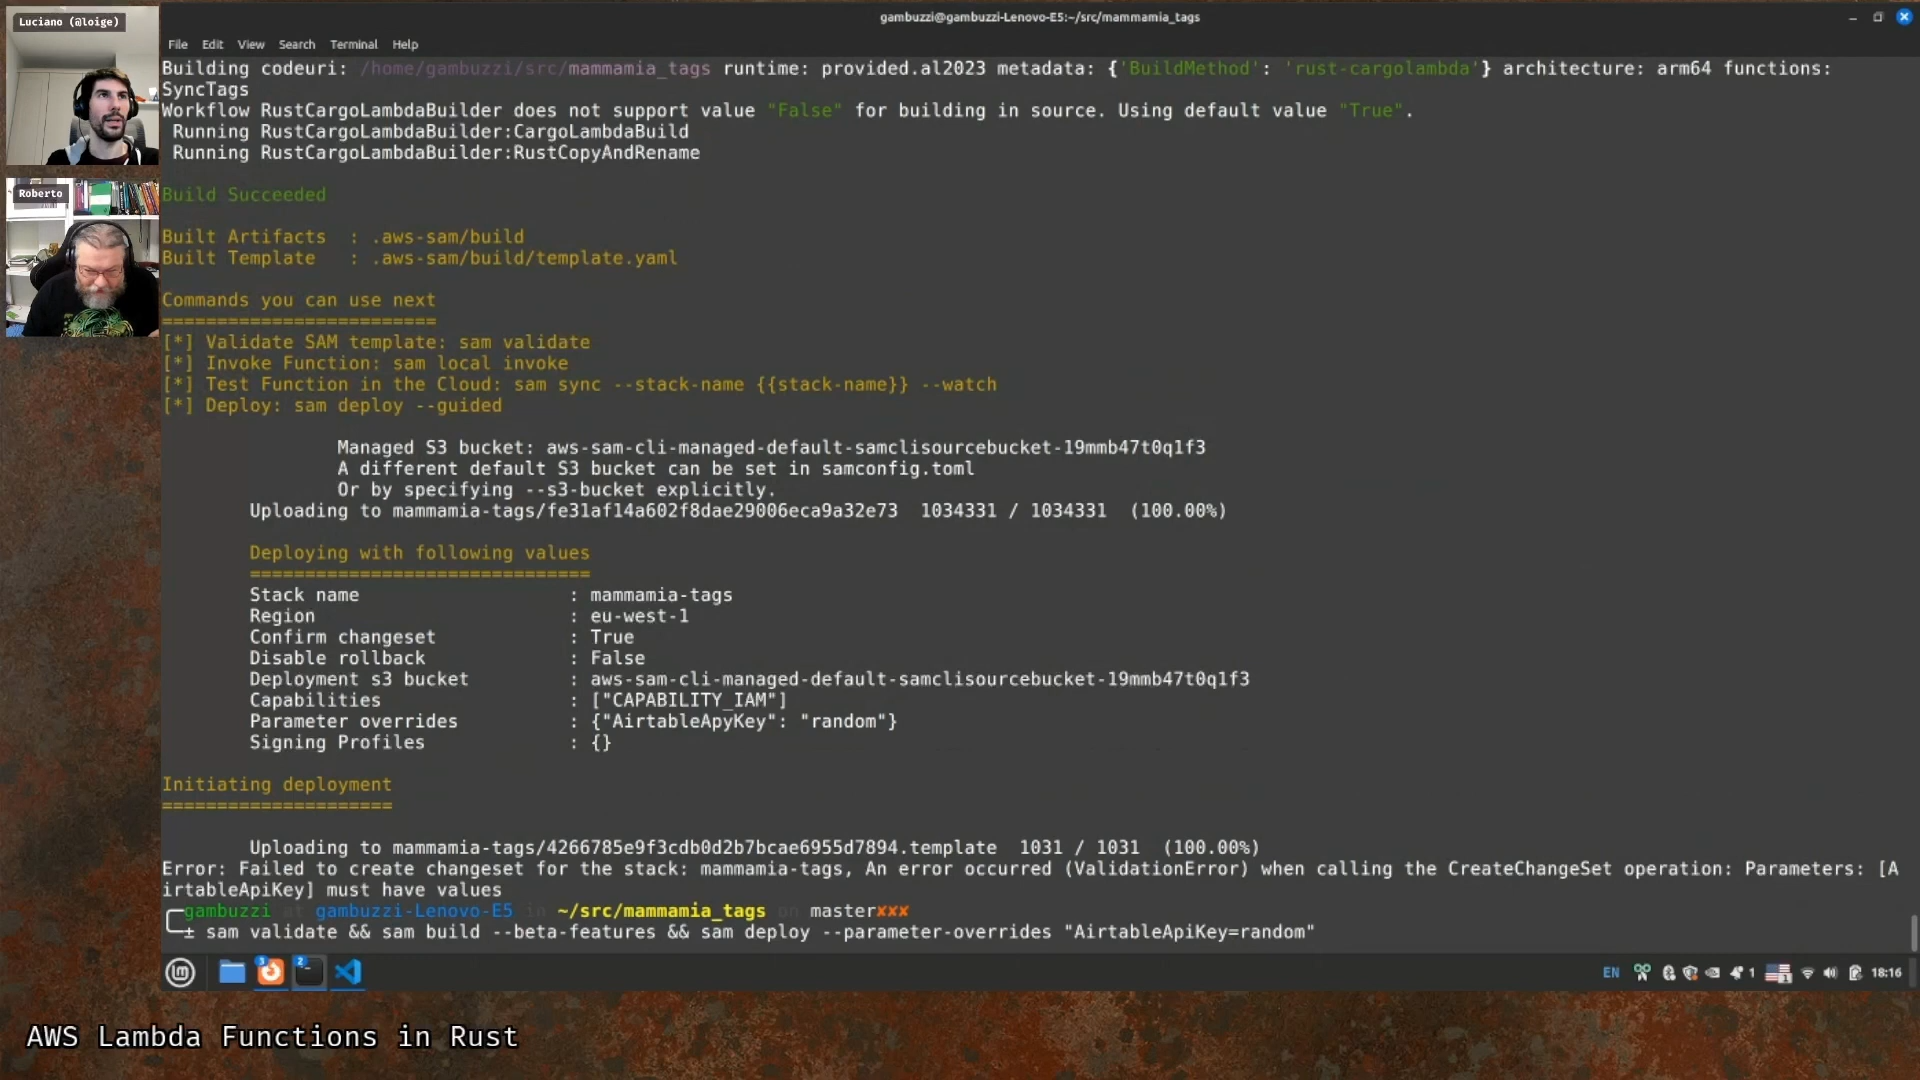 Luciano (@loige)
Roberto
gambuzzi@gambuzzi-Lenovo-E5:~/src/mammamia_tags
File Edit View Search Terminal Help
Building codeuri: /home/gambuzzi/src/mammamia_tags runtime: provided.al2023 metadata: {'BuildMethod': 'rust-cargolambda'} architecture: arm64 functions:
SyncTags
Workflow RustCargoLambdaBuilder does not support value "False" for building in source. Using default value "True".
Running RustCargoLambdaBuilder:CargoLambdaBuild
Running RustCargoLambdaBuilder:RustCopyAndRename
Build Succeeded
Built Artifacts  : .aws-sam/build
Built Template   : .aws-sam/build/template.yaml
Commands you can use next
=========================
[*] Validate SAM template: sam validate
[*] Invoke Function: sam local invoke
[*] Test Function in the Cloud: sam sync --stack-name {{stack-name}} --watch
[*] Deploy: sam deploy --guided
Managed S3 bucket: aws-sam-cli-managed-default-samclisourcebucket-19mmb47t0q1f3
A different default S3 bucket can be set in samconfig.toml
Or by specifying --s3-bucket explicitly.
Uploading to mammamia-tags/fe31af14a602f8dae29006eca9a32e73  1034331 / 1034331  (100.00%)
Deploying with following values
===============================
Stack name                   : mammamia-tags
Region                       : eu-west-1
Confirm changeset            : True
Disable rollback             : False
Deployment s3 bucket         : aws-sam-cli-managed-default-samclisourcebucket-19mmb47t0q1f3
Capabilities                 : ["CAPABILITY_IAM"]
Parameter overrides          : {"AirtableApyKey": "random"}
Signing Profiles             : {}
Initiating deployment
=====================
Uploading to mammamia-tags/4266785e9f3cdb0d2b7bcae6955d7894.template  1031 / 1031  (100.00%)
Error: Failed to create changeset for the stack: mammamia-tags, An error occurred (ValidationError) when calling the CreateChangeSet operation: Parameters: [A
irtableApiKey] must have values
gambuzzi at gambuzzi-Lenovo-E5 in ~/src/mammamia_tags on master✘✘✘
± sam validate && sam build --beta-features && sam deploy --parameter-overrides "AirtableApiKey=random"
3 2 EN 1 18:16
AWS Lambda Functions in Rust